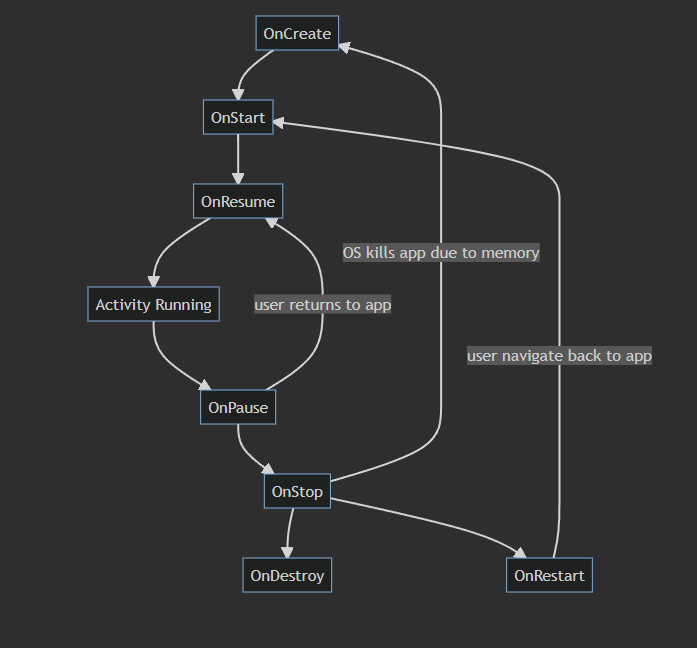 OnCreate
OnStart
OnResume
OS kills app due to memory
Activity Running
user returns to app
user navigate back to app
OnPause
OnStop
OnDestroy
OnRestart